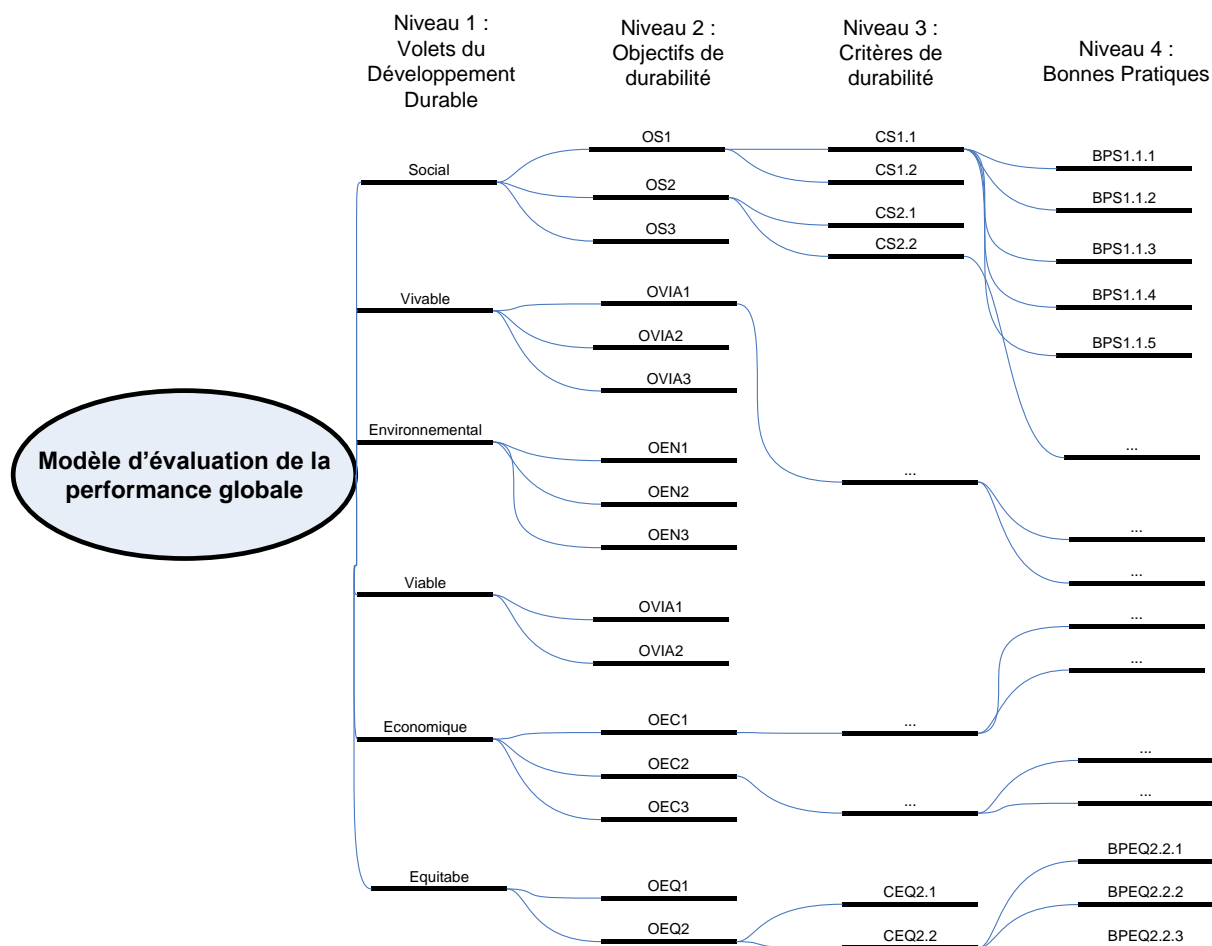 Niveau 1 :
Volets du
Développement
Durable
Niveau 2 :
Objectifs de
durabilité
Niveau 3 :
Critères de
durabilité
Niveau 4 :
Bonnes Pratiques
Modèle d’évaluation de la
performance globale
Social
Vivable
Environnemental
Viable
Economique
Equitabe
OS1
OS2
OS3
OVIA1
OVIA2
OVIA3
OEN1
OEN2
OEN3
OVIA1
OVIA2
OEC1
OEC2
OEC3
OEQ1
OEQ2
CS1.1
CS1.2
CS2.1
CS2.2
...
...
...
CEQ2.1
CEQ2.2
BPS1.1.1
BPS1.1.2
BPS1.1.3
BPS1.1.4
BPS1.1.5
...
...
...
...
...
...
...
BPEQ2.2.1
BPEQ2.2.2
BPEQ2.2.3